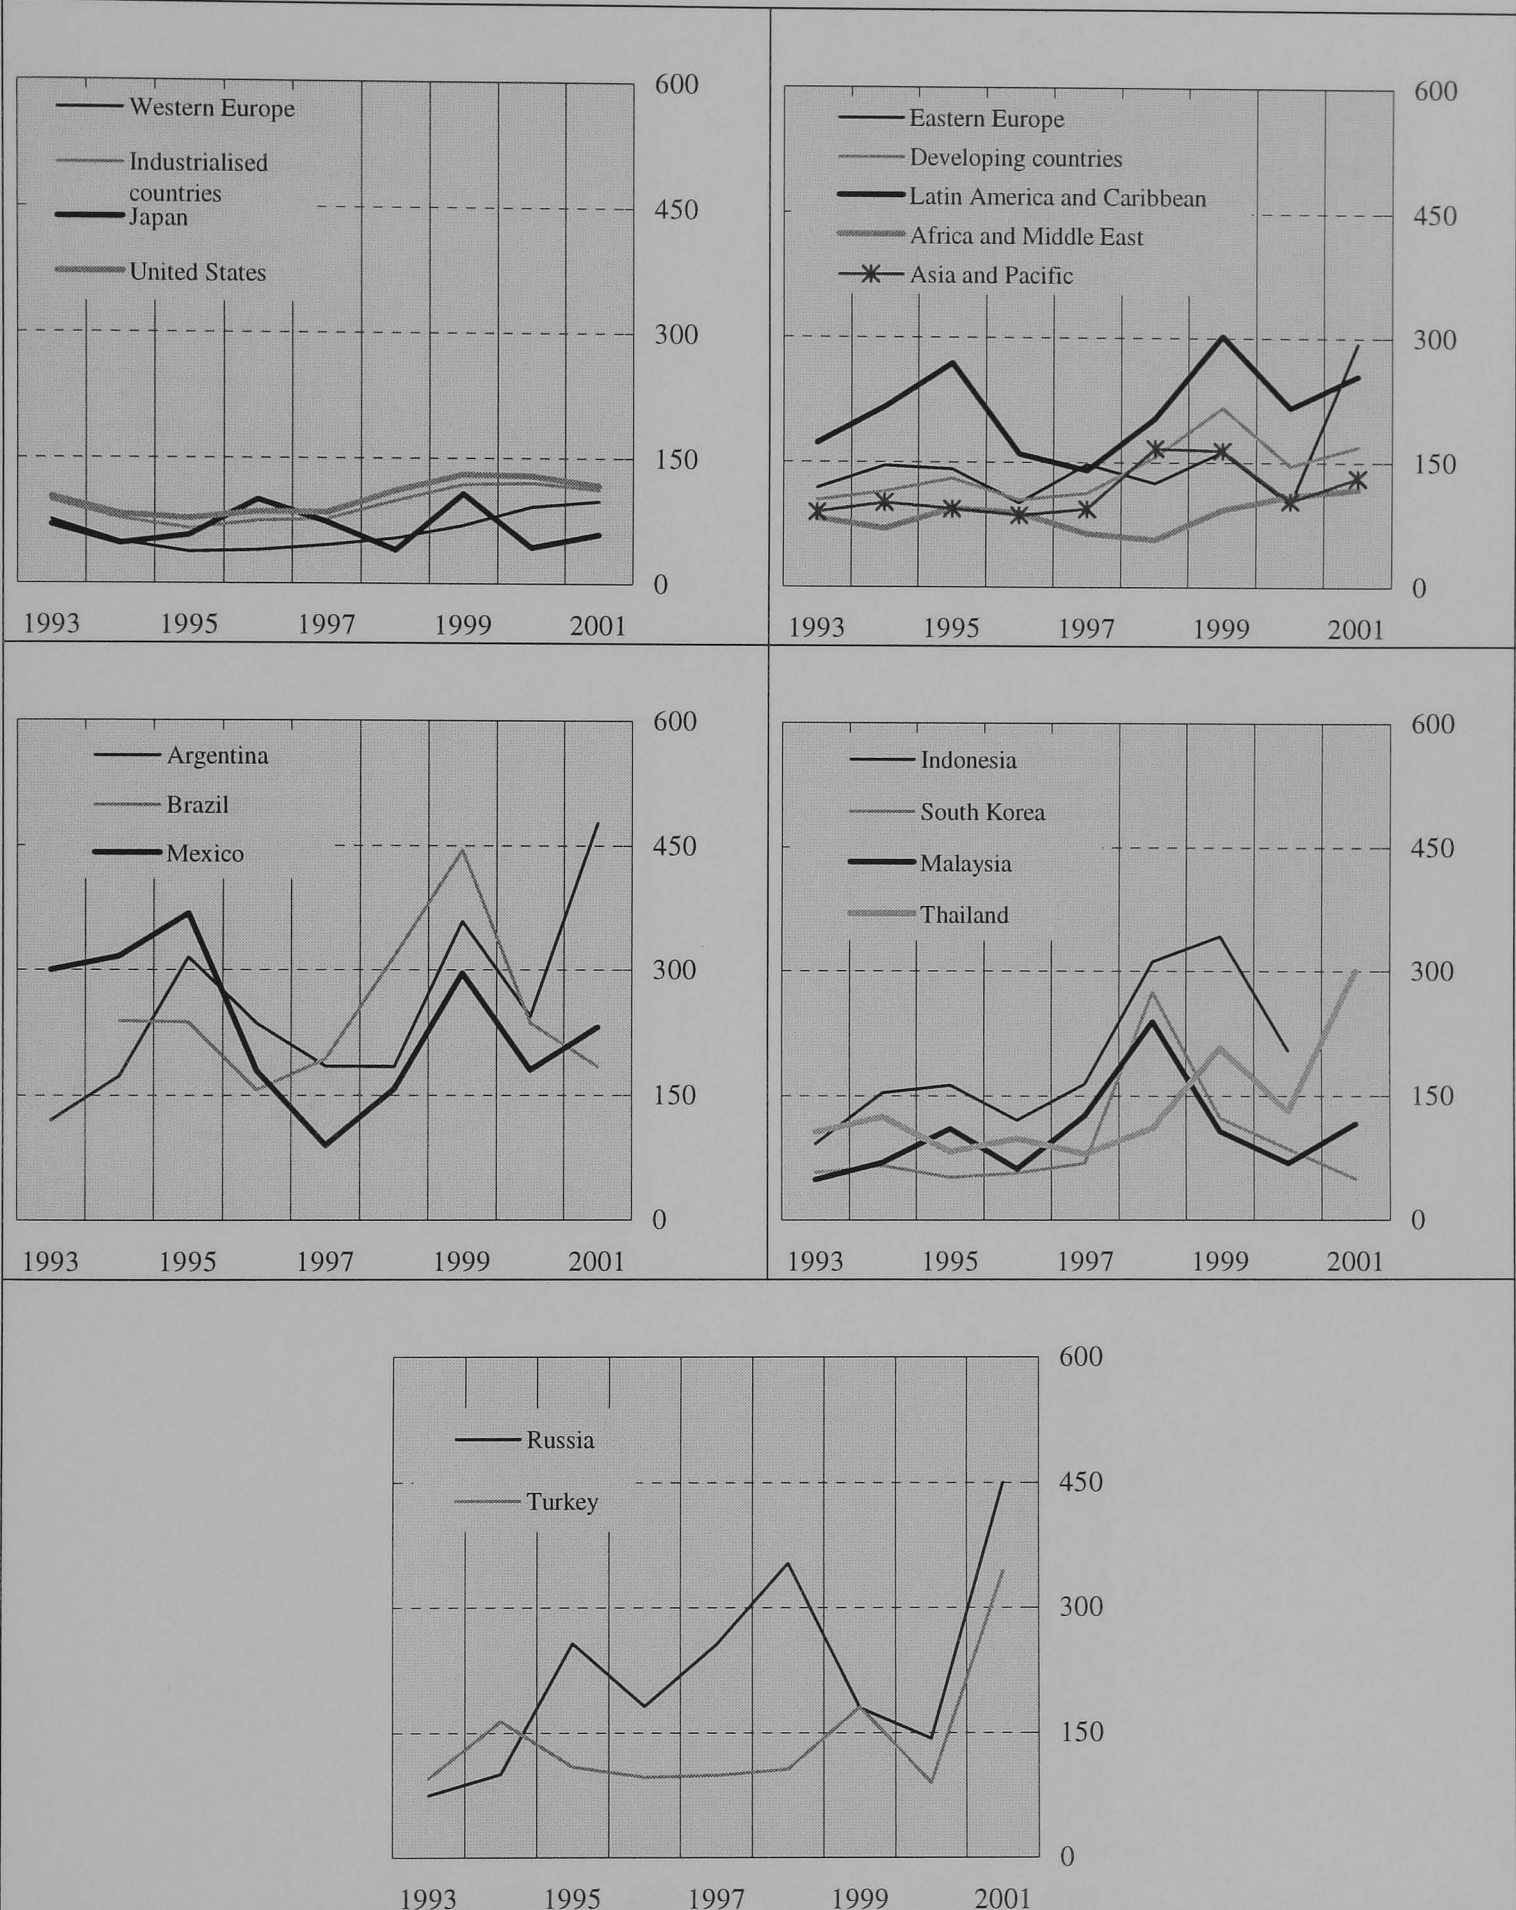 Western Europe
Industrialised
countries
Japan
United States
600
450
300
150
0
1993 1995 1997 1999 2001
Eastern Europe
Developing countries
Latin America and Caribbean
Africa and Middle East
Asia and Pacific
600
450
300
150
0
1993 1995 1997 1999 2001
Argentina
Brazil
Mexico
600
450
300
150
0
1993 1995 1997 1999 2001
Indonesia
South Korea
Malaysia
Thailand
600
450
300
150
0
1993 1995 1997 1999 2001
Russia
Turkey
600
450
300
150
0
1993 1995 1997 1999 2001